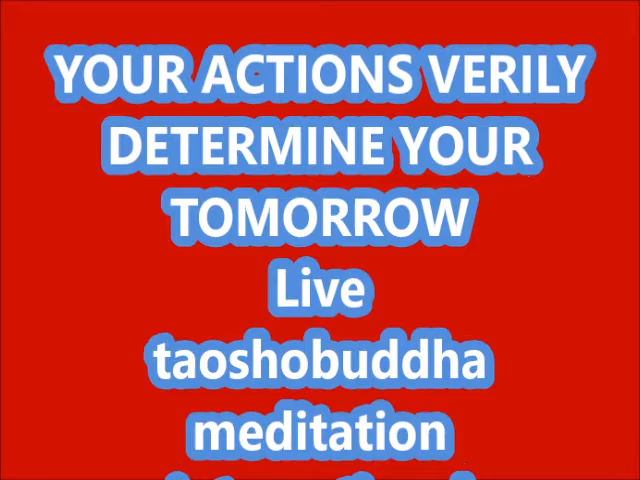 YOUR ACTIONS VERILY
DETERMINE YOUR
TOMORROW
Live
taoshobuddha
meditation